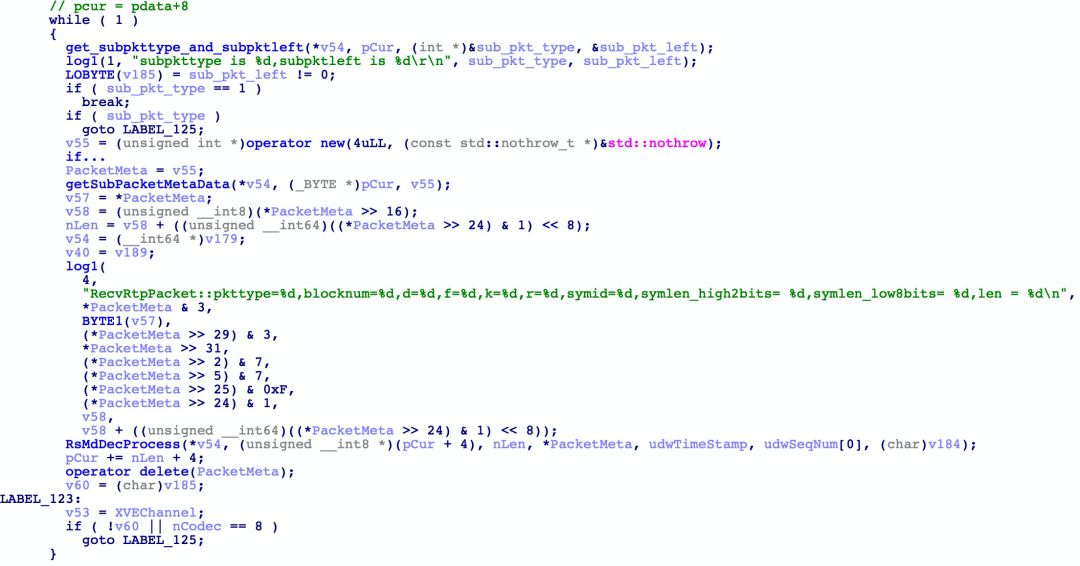 // pcur = pdata+8
while ( 1 )
{
get_subpkttype_and_subpktleft(*v54, pCur, (int *)&sub_pkt_type, &sub_pkt_left);
log1(1, "subpkttype is %d,subpktleft is %d\r\n", sub_pkt_type, sub_pkt_left);
LOBYTE(v185) = sub_pkt_left != 0;
if ( sub_pkt_type == 1 )
break;
if ( sub_pkt_type )
goto LABEL_125;
v55 = (unsigned int *)operator new(4uLL, (const std::nothrow_t *)&std::nothrow);
if...
PacketMeta = v55;
getSubPacketMetaData(*v54, (_BYTE *)pCur, v55);
v57 = *PacketMeta;
v58 = (unsigned __int8)(*PacketMeta >> 16);
nLen = v58 + ((unsigned __int64)((*PacketMeta >> 24) & 1) << 8);
v54 = (__int64 *)v179;
v40 = v189;
log1(
4,
"RecvRtpPacket::pkttype=%d,blocknum=%d,d=%d,f=%d,k=%d,r=%d,symid=%d,symlen_high2bits= %d,symlen_low8bits= %d,len = %d\n",
*PacketMeta & 3,
BYTE1(v57),
(*PacketMeta >> 29) & 3,
*PacketMeta >> 31,
(*PacketMeta >> 2) & 7,
(*PacketMeta >> 5) & 7,
(*PacketMeta >> 25) & 0xF,
(*PacketMeta >> 24) & 1,
v58,
v58 + ((unsigned __int64)((*PacketMeta >> 24) & 1) << 8));
RsMdDecProcess(*v54, (unsigned __int8 *)(pCur + 4), nLen, *PacketMeta, udwTimeStamp, udwSeqNum[0], (char)v184);
pCur += nLen + 4;
operator delete(PacketMeta);
v60 = (char)v185;
LABEL_123:
v53 = XVEChannel;
if ( !v60 || nCodec == 8 )
goto LABEL_125;
}